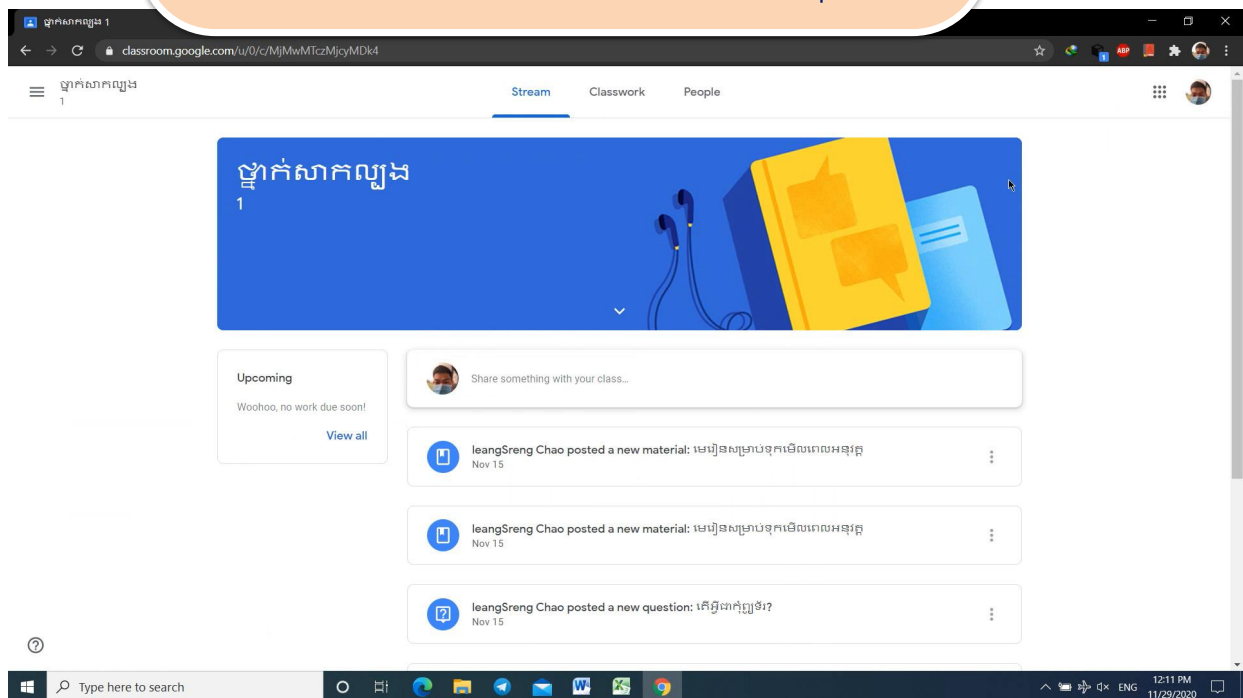 ថ្នាក់សាកល្បង 1
classroom.google.com/u/0/c/MjMwMTczMjcyMDk4
ថ្នាក់សាកល្បង
1
Stream Classwork People
ថ្នាក់សាកល្បង
1
Upcoming
Woohoo, no work due soon!
View all
Share something with your class...
leangSreng Chao posted a new material: មេរៀនសម្រាប់ទុកមើលពេលអនុវត្ត
Nov 15
leangSreng Chao posted a new material: មេរៀនសម្រាប់ទុកមើលពេលអនុវត្ត
Nov 15
leangSreng Chao posted a new question: តើអ្វីជាកុំព្យូទ័រ?
Nov 15
Type here to search
ENG
12:11 PM
11/29/2020